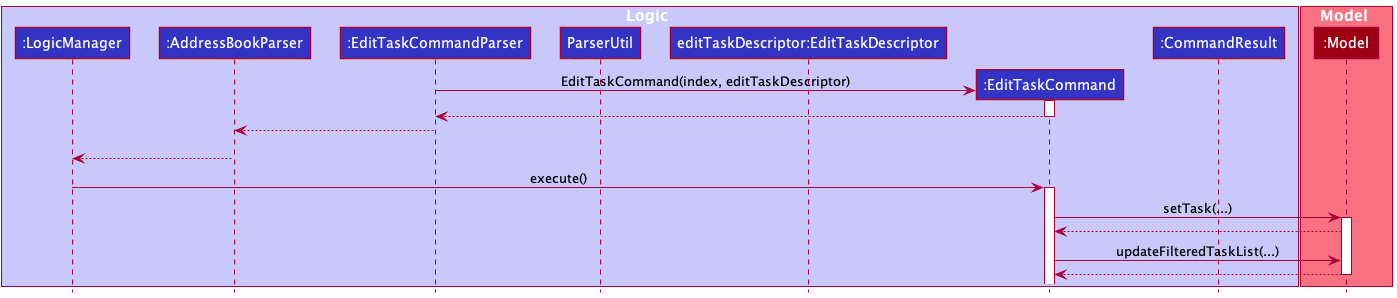 Logic
Model
:LogicManager
:AddressBookParser
:EditTaskCommandParser
ParserUtil
editTaskDescriptor:EditTaskDescriptor
:CommandResult
:Model
EditTaskCommand(index, editTaskDescriptor)
:EditTaskCommand
execute()
setTask(...)
updateFilteredTaskList(...)